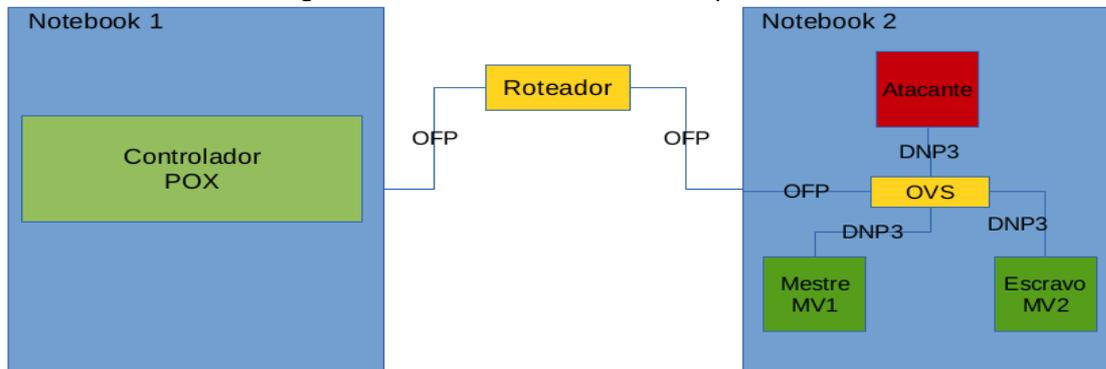 Notebook 1
Notebook 2
Atacante
Roteador
OFP
OFP
DNP3
Controlador
POX
OFP
OVS
DNP3
DNP3
Mestre
MV1
Escravo
MV2